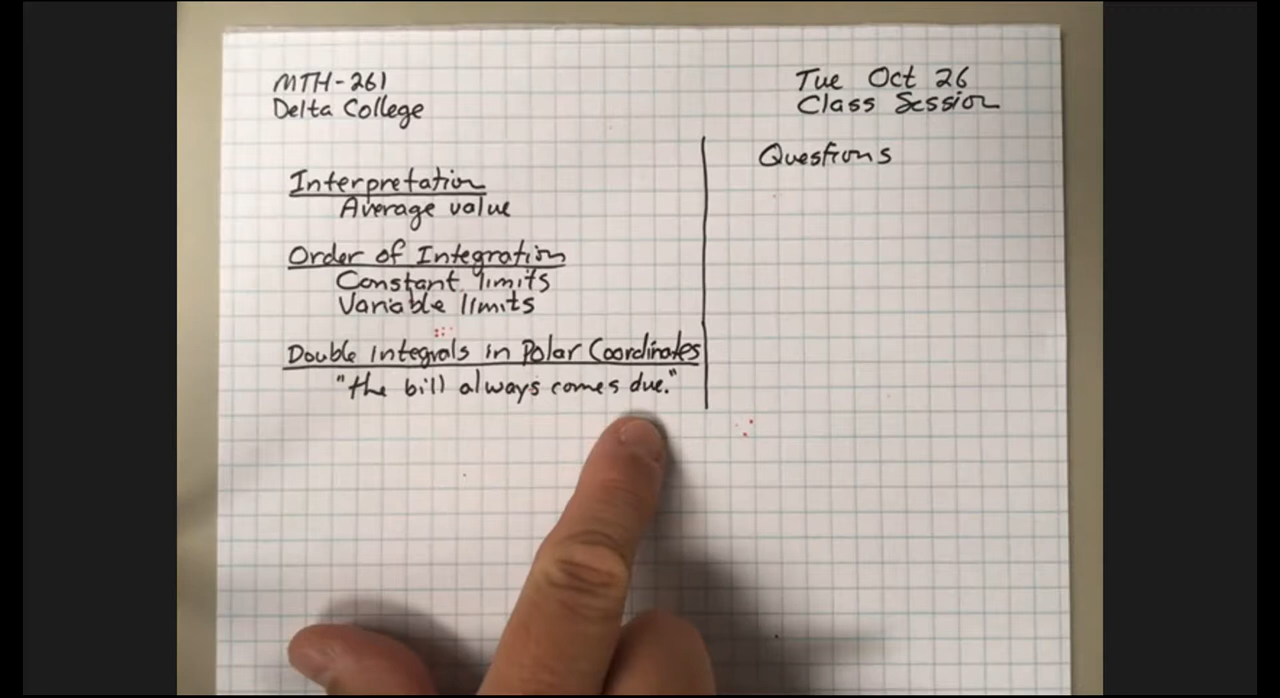 MTH-261
Delta College
Tue Oct 26
Class Session
Interpretation
Average value
Order of Integration
Constant limits
Variable limits
Double integrals in Polar Coordinates
"the bill always comes due."
Questions